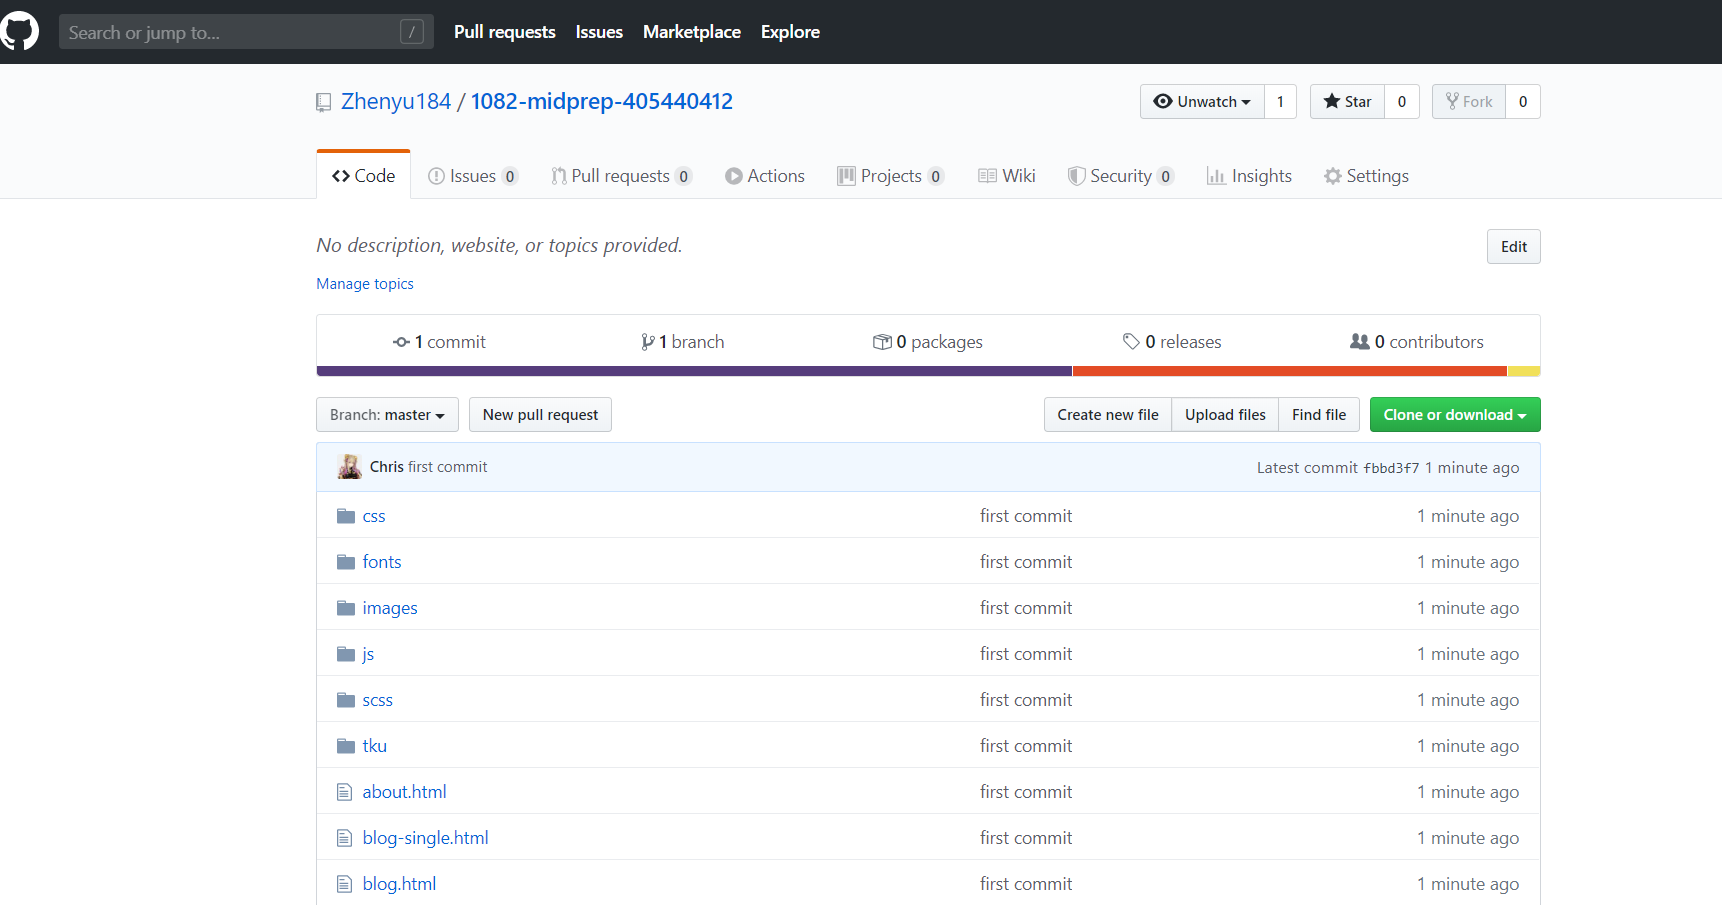 Search or jump to... / Pull requests Issues Marketplace Explore
Zhenyu184 / 1082-midprep-405440412 Unwatch 1 Star 0 Fork 0
Code Issues 0 Pull requests 0 Actions Projects 0 Wiki Security 0 Insights Settings
No description, website, or topics provided. Edit
Manage topics
1 commit 1 branch 0 packages 0 releases 0 contributors
Branch: master New pull request Create new file Upload files Find file Clone or download
Chris first commit Latest commit fbbd3f7 1 minute ago
css first commit 1 minute ago
fonts first commit 1 minute ago
images first commit 1 minute ago
js first commit 1 minute ago
scss first commit 1 minute ago
tku first commit 1 minute ago
about.html first commit 1 minute ago
blog-single.html first commit 1 minute ago
blog.html first commit 1 minute ago